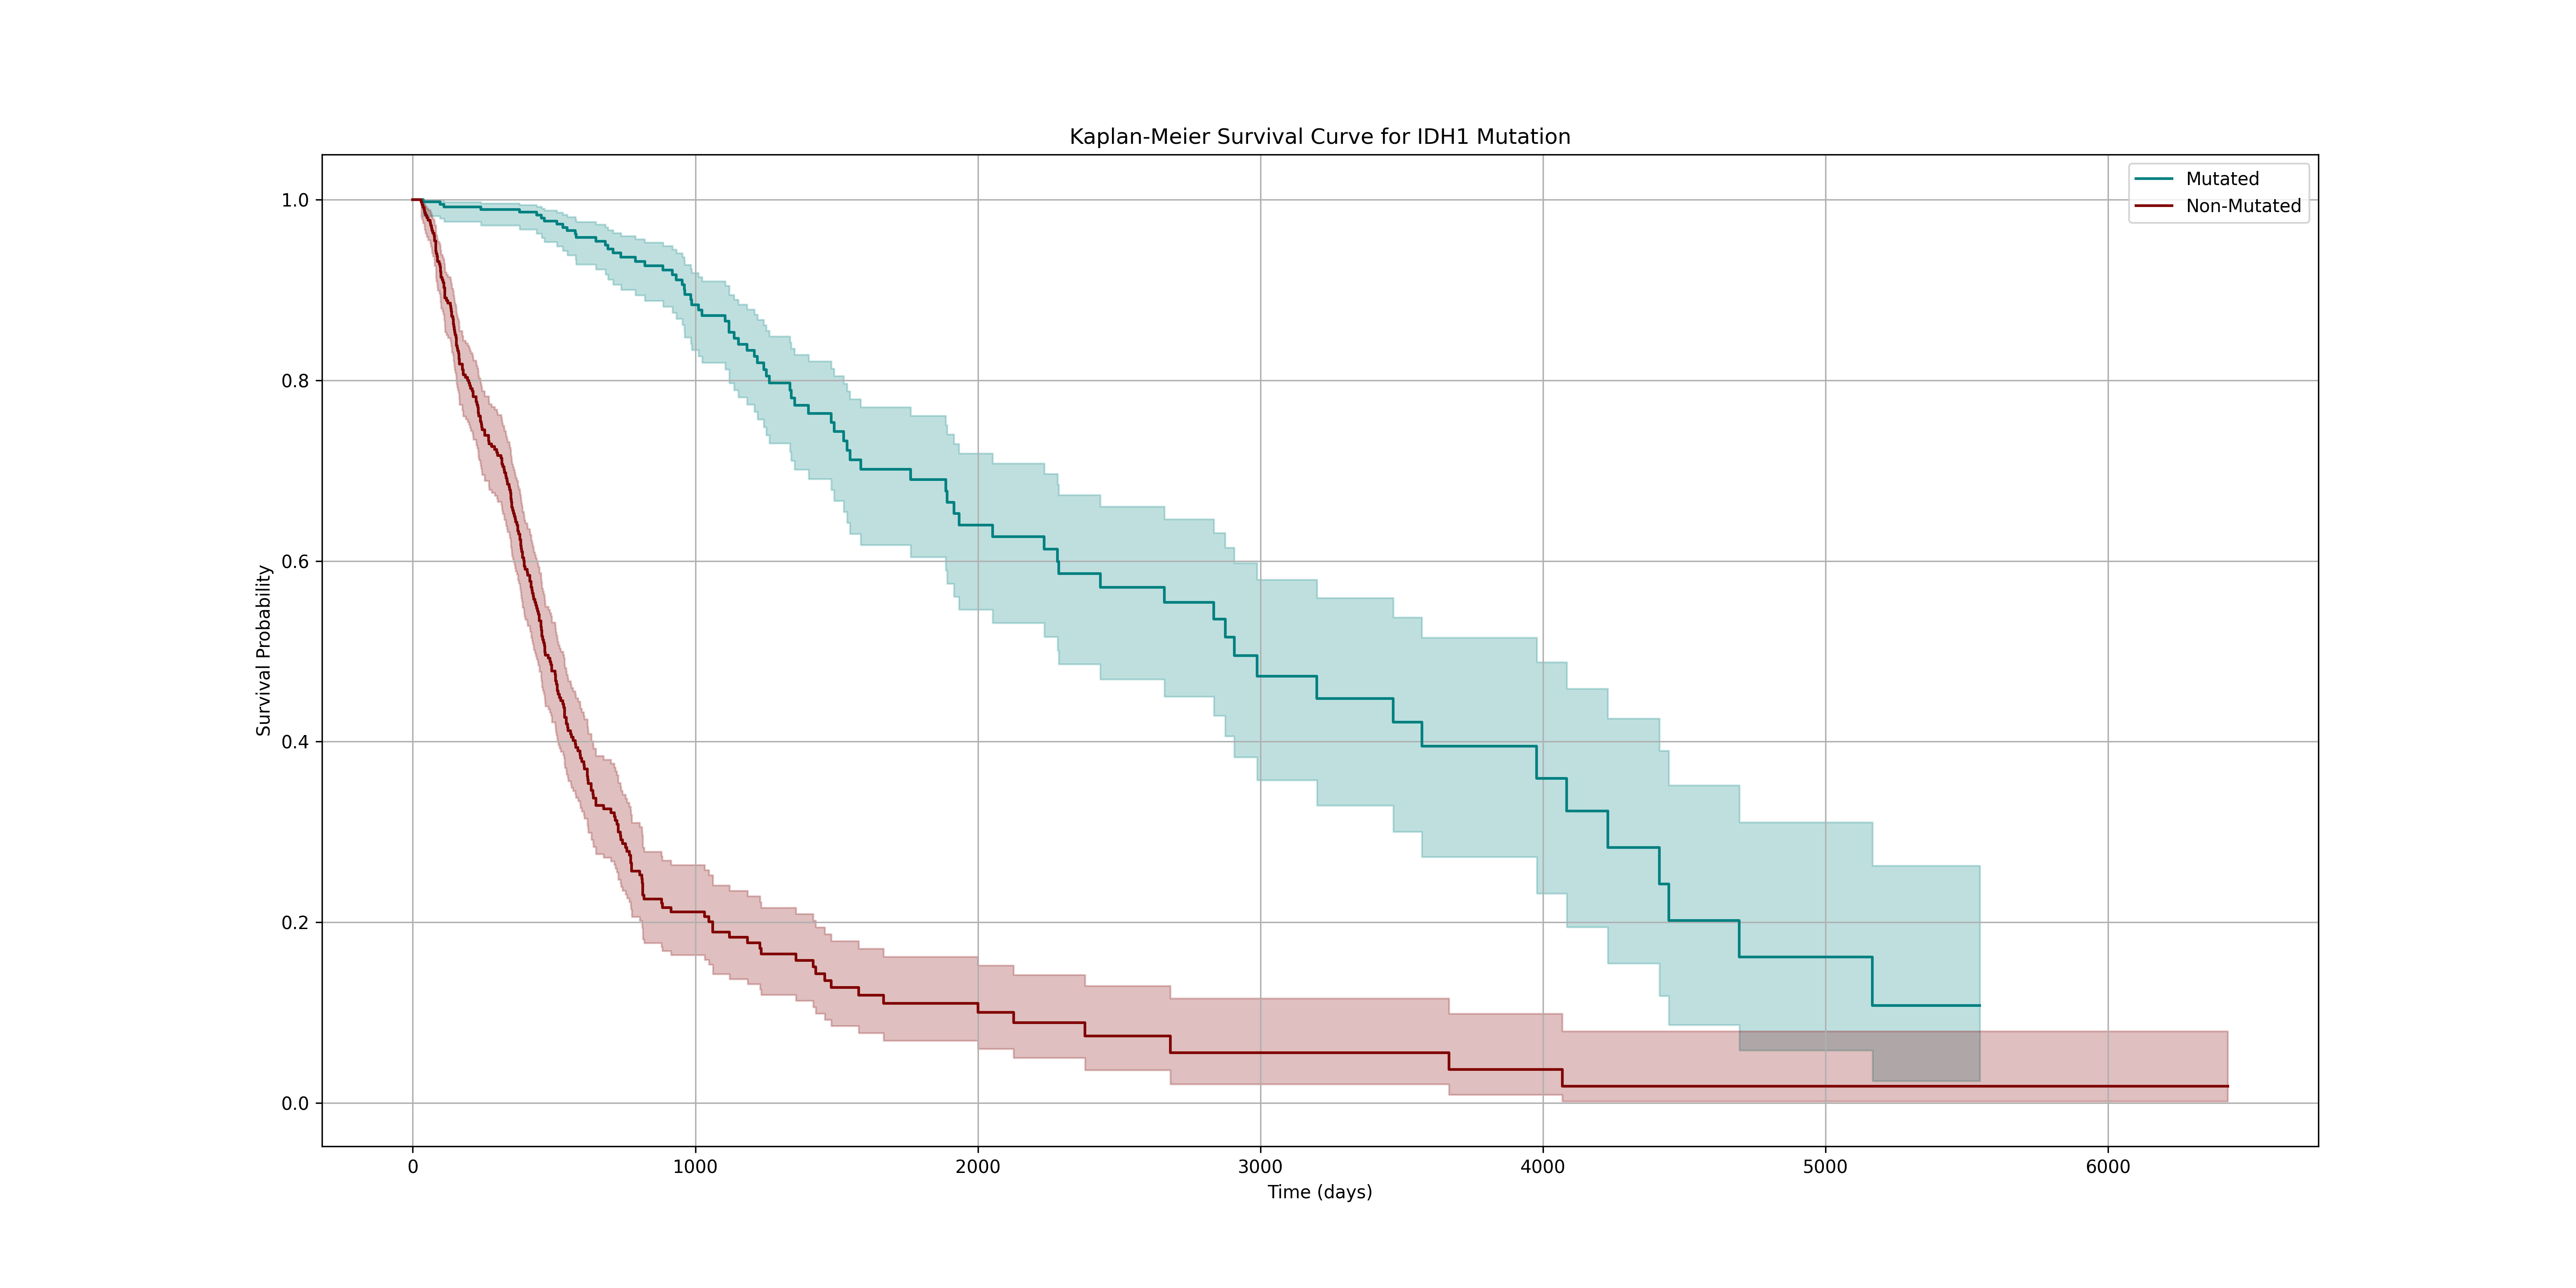 Kaplan-Meier Survival Curve for IDH1 Mutation
Mutated
Non-Mutated
1.0
0.8
0.6
0.4
0.2
0.0
Survival Probability
0 1000 2000 3000 4000 5000 6000
Time (days)